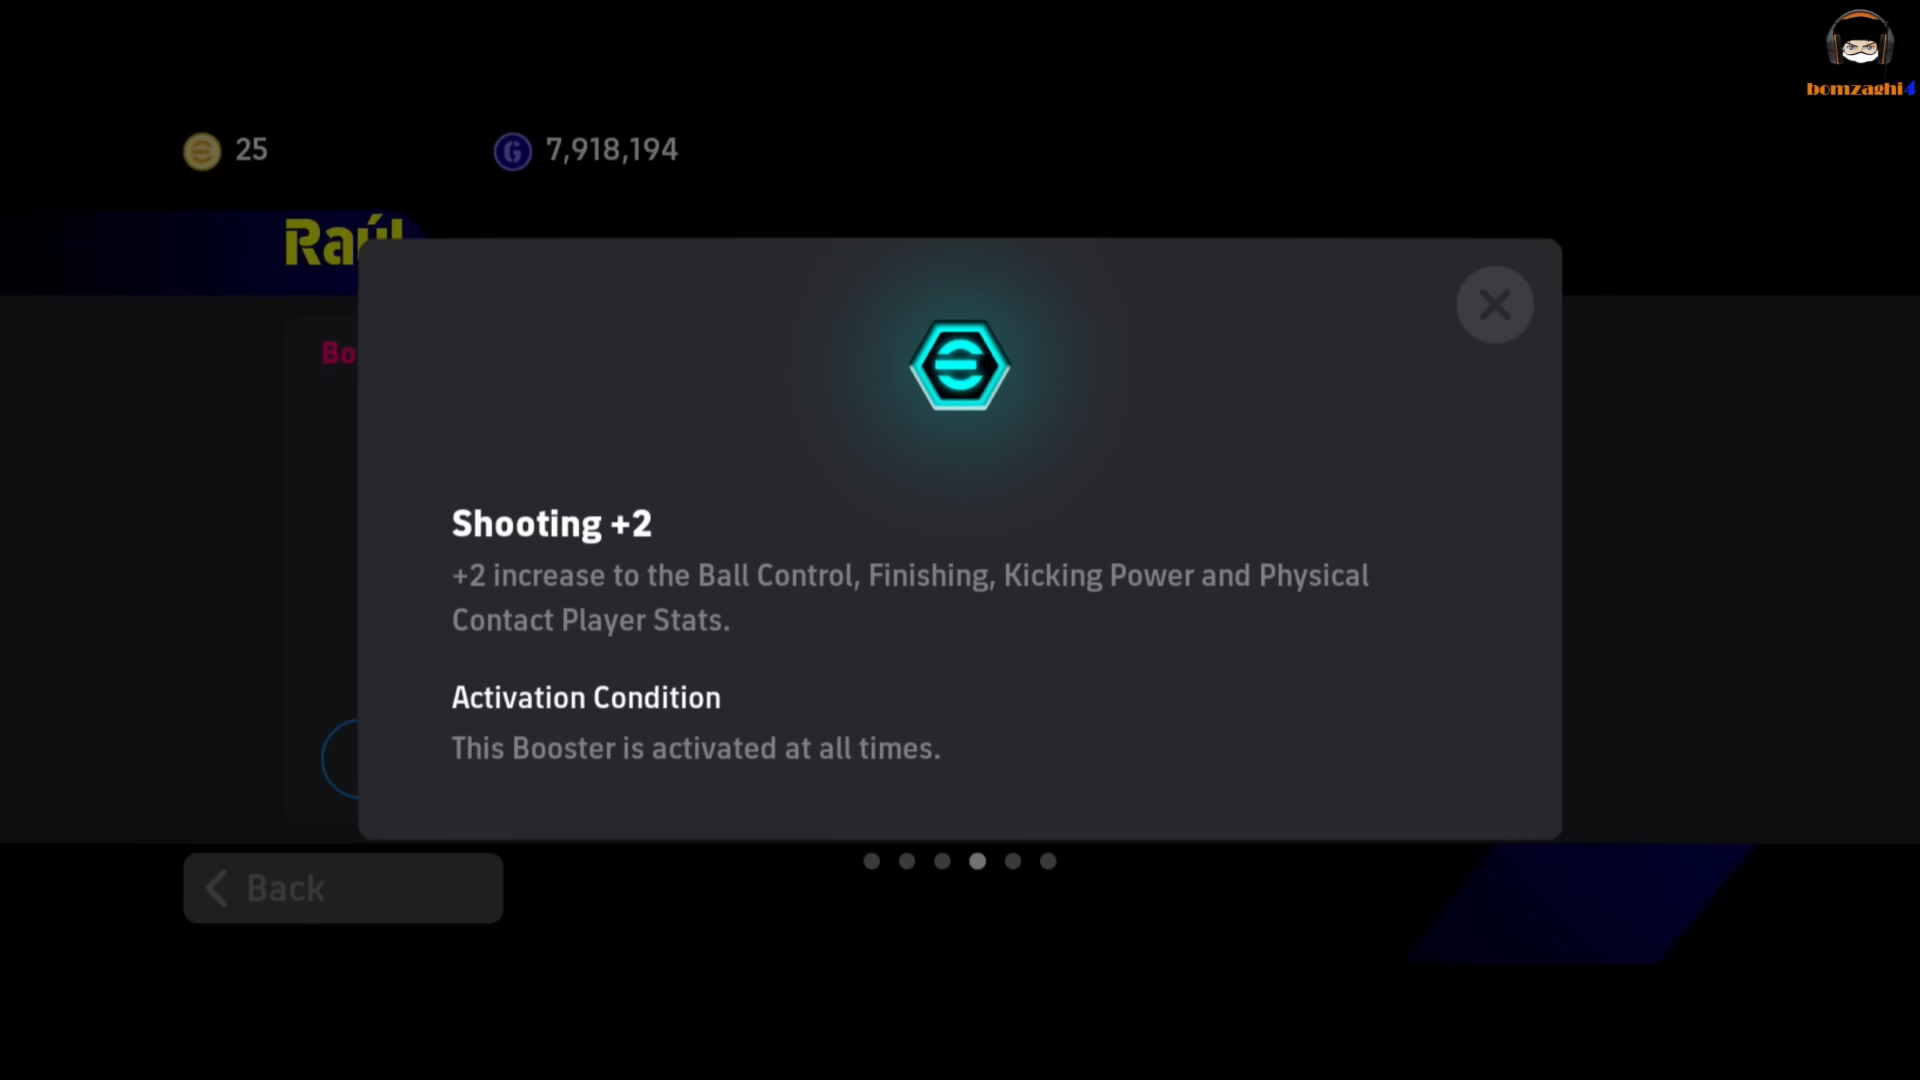 bomzaghi4
25
7,918,194
Shooting +2
+2 increase to the Ball Control, Finishing, Kicking Power and Physical
Contact Player Stats.
Activation Condition
This Booster is activated at all times.
Back